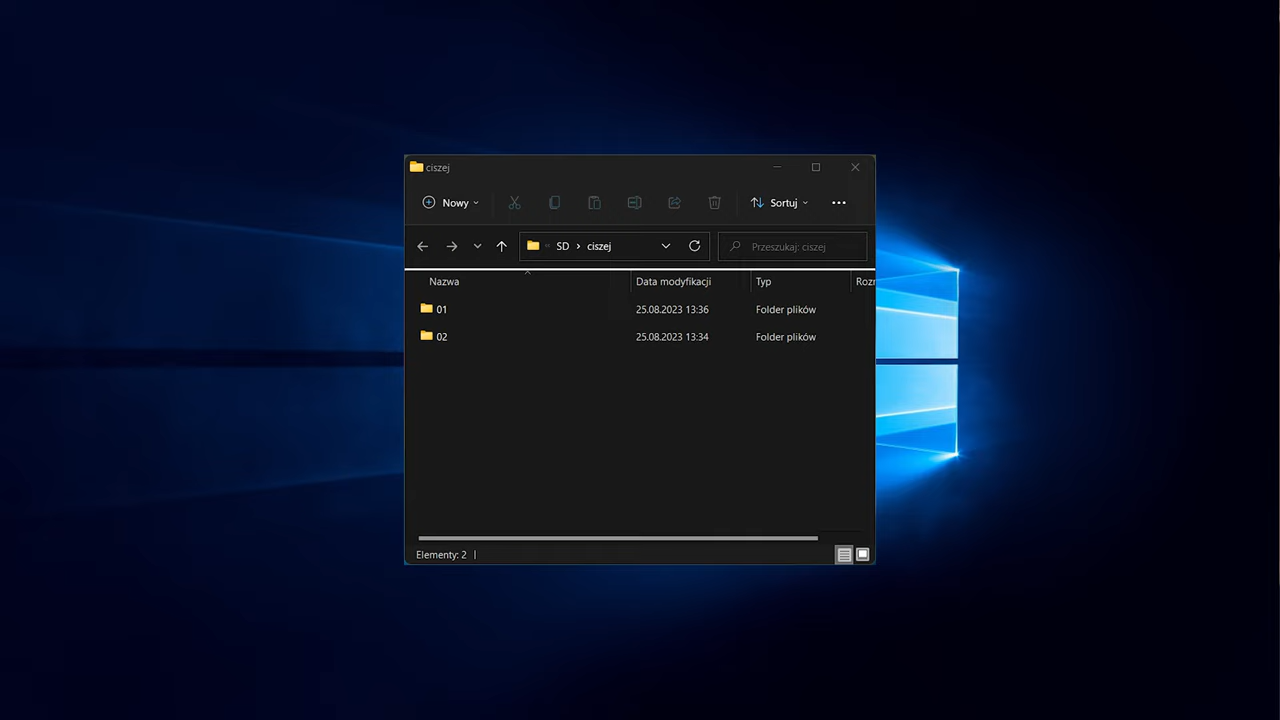 ciszej
Nowy Sortuj
SD ciszej Przeszukaj: ciszej
Nazwa Data modyfikacji Typ
01 25.08.2023 13:36 Folder plików
02 25.08.2023 13:34 Folder plików
Elementy: 2